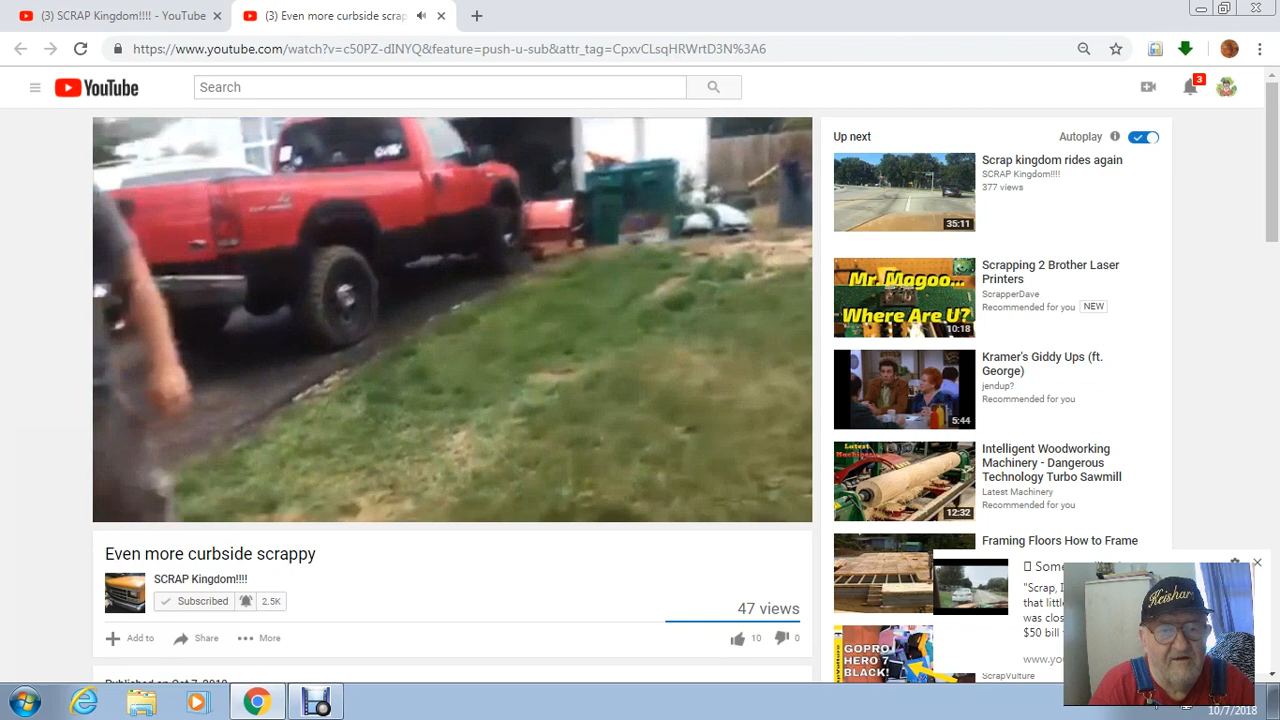 (3) SCRAP Kingdom!!!! - YouTube
(3) Even more curbside scrap
https://www.youtube.com/watch?v=c50PZ-dINYQ&feature=push-u-sub&attr_tag=CpxvCLsqHRWrtD3N%3A6
YouTube
Search
3
Up next
Autoplay
Scrap kingdom rides again
SCRAP Kingdom!!!!
377 views
35:11
Scrapping 2 Brother Laser
Printers
ScrapperDave
Recommended for you NEW
Mr. Magoo...
Where Are U?
10:18
Kramer's Giddy Ups (ft.
George)
jendup?
Recommended for you
5:44
Intelligent Woodworking
Machinery - Dangerous
Technology Turbo Sawmill
Latest Machinery
Recommended for you
Latest
Machinery
12:32
Framing Floors How to Frame
Some
"Scrap, I
that little
was clos
$50 bill
www.yo
GOPRO
HERO 7
BLACK!
ScrapVulture
Even more curbside scrappy
SCRAP Kingdom!!!!
Subscribed 2.5K
47 views
Add to Share More
10 0
Keishar
10/7/2018